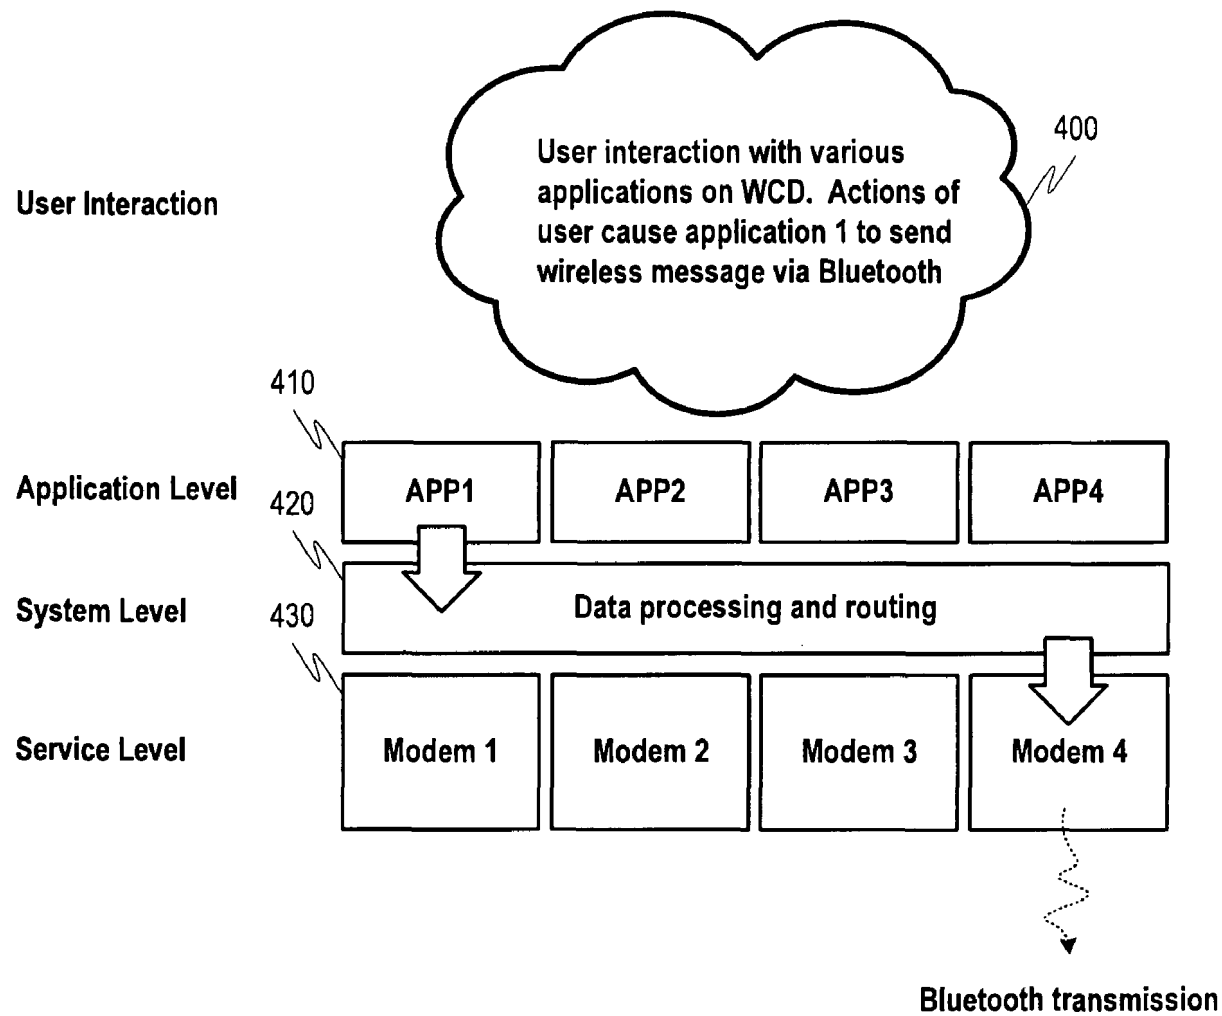 User interaction with various
applications on WCD. Actions of
user cause application 1 to send
wireless message via Bluetooth
400
User Interaction
410
Application Level
APP1
APP2
APP3
APP4
420
System Level
Data processing and routing
430
Service Level
Modem 1
Modem 2
Modem 3
Modem 4
Bluetooth transmission